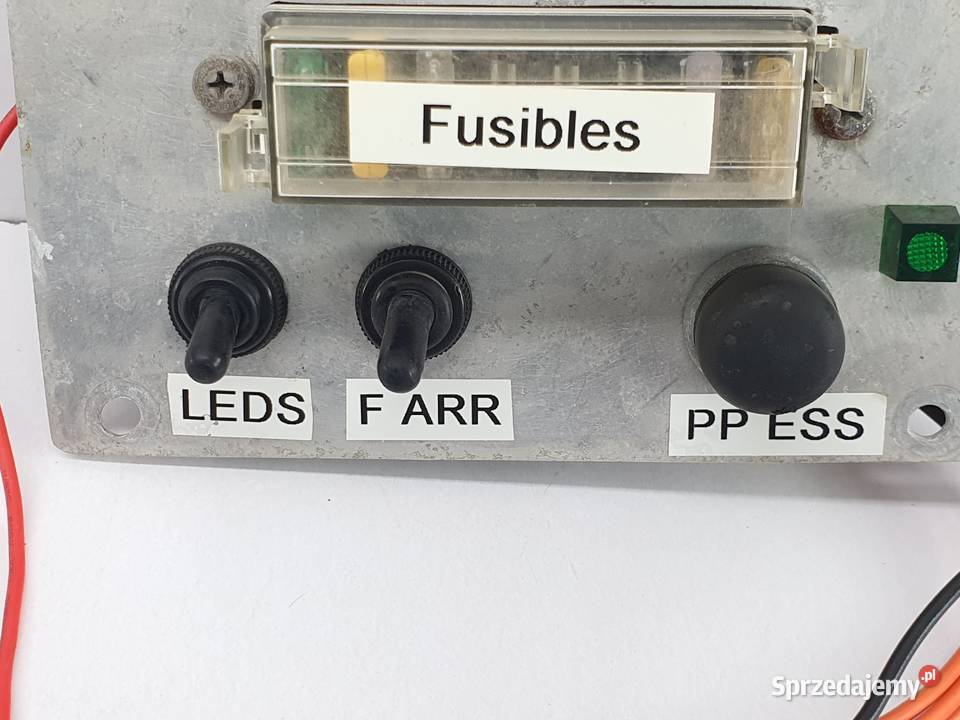 Fusibles
LEDS
F ARR
PP ESS
Sprzedajemy.pl